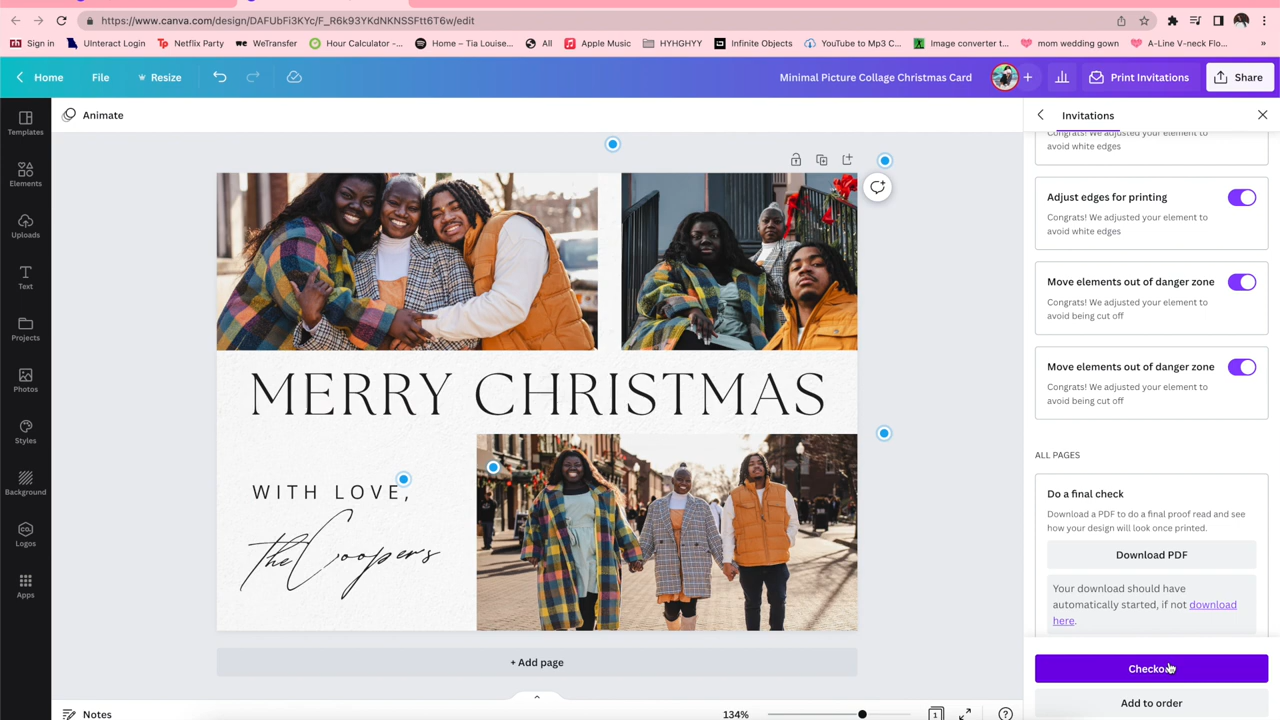 https://www.canva.com/design/DAFUbFi3KYc/F_R6k93YKdNKNSSFtt6T6w/edit
Sign in
UInteract Login
Netflix Party
WeTransfer
Hour Calculator -...
Home – Tia Louise...
All
Apple Music
HYHGHYY
Infinite Objects
YouTube to Mp3 C...
Image converter t...
mom wedding gown
A-Line V-neck Flo...
»
Home
File
Resize
Minimal Picture Collage Christmas Card
Print Invitations
Share
Templates
Elements
Uploads
Text
Projects
Photos
Styles
Background
Logos
Apps
Animate
MERRY CHRISTMAS
WITH LOVE,
the Coopers
+ Add page
Notes
134%
1
Invitations
Congrats! We adjusted your element to
avoid white edges
Adjust edges for printing
Congrats! We adjusted your element to
avoid white edges
Move elements out of danger zone
Congrats! We adjusted your element to
avoid being cut off
Move elements out of danger zone
Congrats! We adjusted your element to
avoid being cut off
ALL PAGES
Do a final check
Download a PDF to do a final proof read and see
how your design will look once printed.
Download PDF
Your download should have
automatically started, if not download
here.
Checkout
Add to order